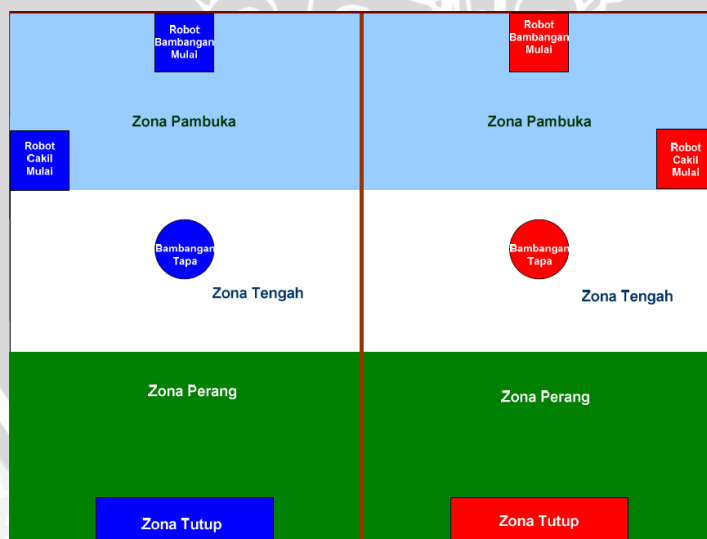 Robot
Bambangan
Mulai
Robot
Bambangan
Mulai
Zona Pambuka
Zona Pambuka
Robot
Cakil
Mulai
Robot
Cakil
Mulai
Bambangan
Tapa
Bambangan
Tapa
Zona Tengah
Zona Tengah
Zona Perang
Zona Perang
Zona Tutup
Zona Tutup